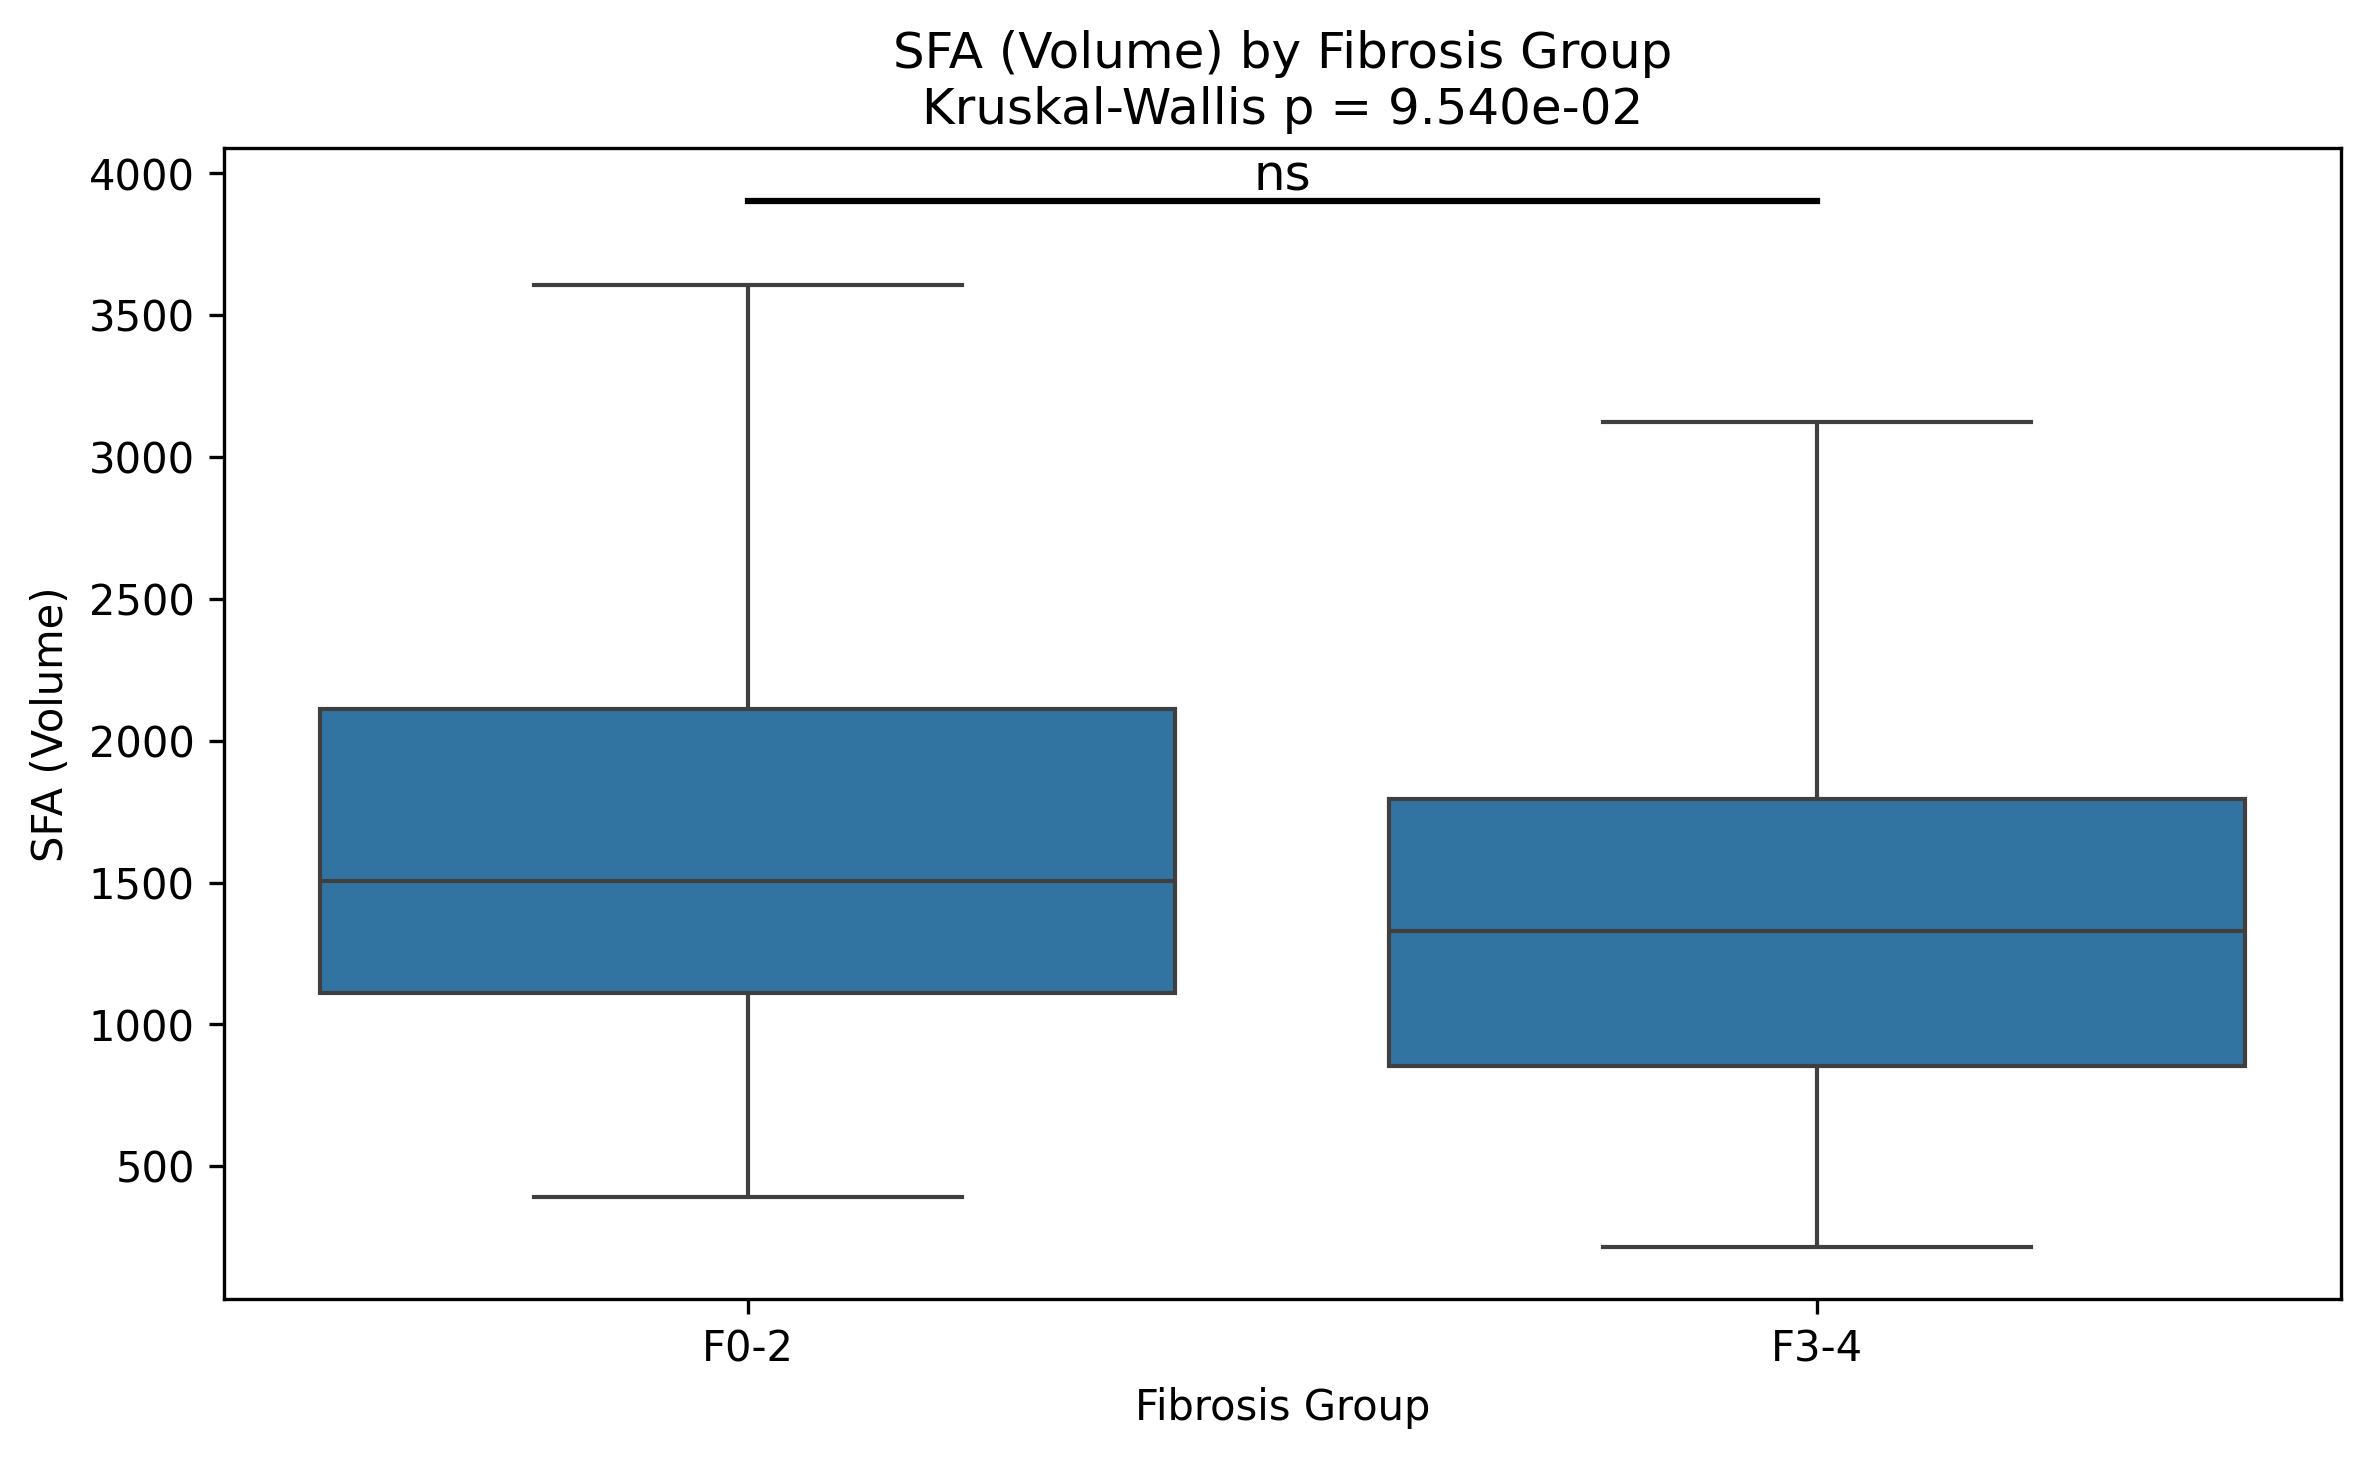 SFA (Volume) by Fibrosis Group
Kruskal-Wallis p = 9.540e-02
ns
4000
3500
3000
2500
2000
1500
1000
500
SFA (Volume)
F0-2
F3-4
Fibrosis Group